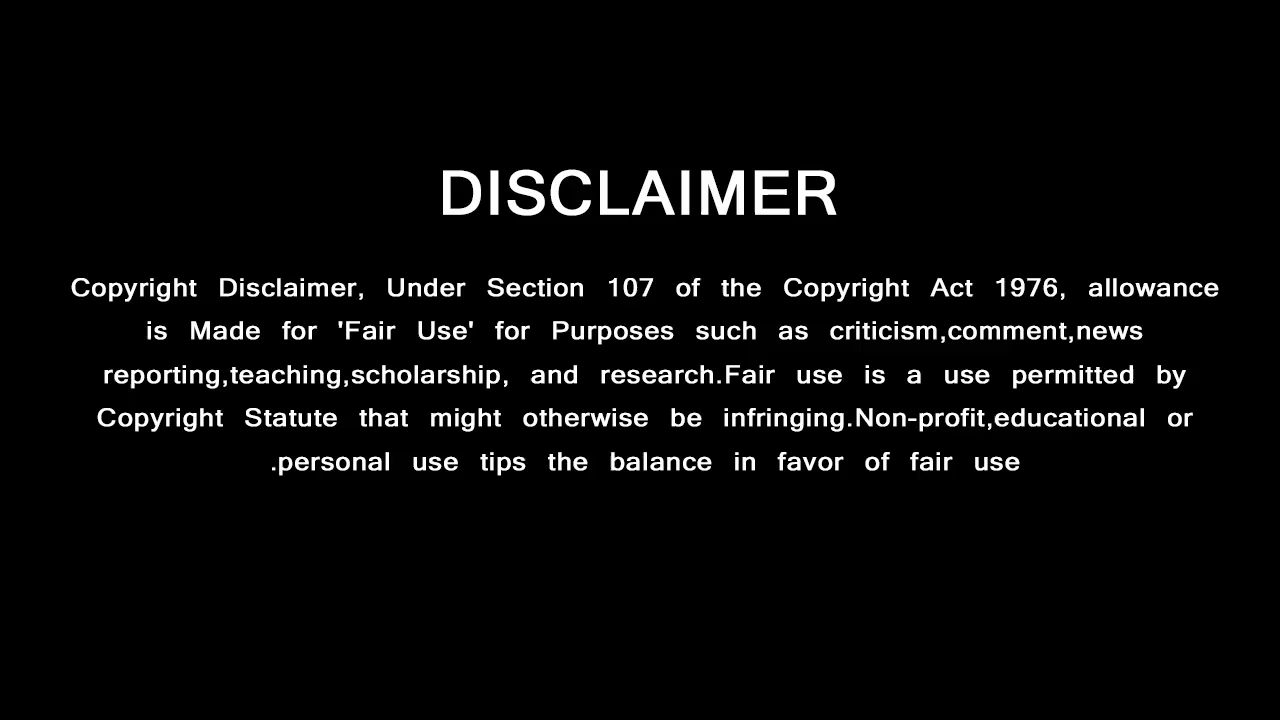 DISCLAIMER
Copyright Disclaimer, Under Section 107 of the Copyright Act 1976, allowance
is Made for 'Fair Use' for Purposes such as criticism,comment,news
reporting,teaching,scholarship, and research.Fair use is a use permitted by
Copyright Statute that might otherwise be infringing.Non-profit,educational or
.personal use tips the balance in favor of fair use